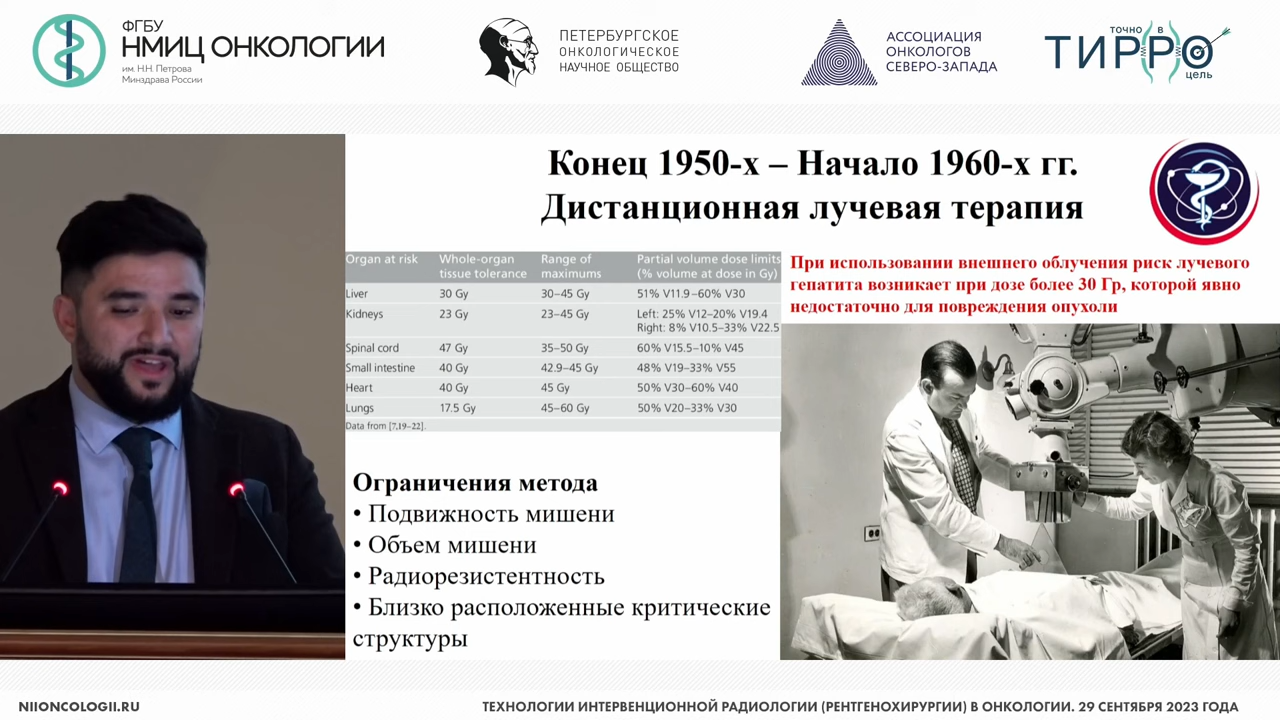 ФГБУ
НМИЦ ОНКОЛОГИИ
им. Н.Н. Петрова
Минздрава России
ПЕТЕРБУРГСКОЕ
ОНКОЛОГИЧЕСКОЕ
НАУЧНОЕ ОБЩЕСТВО
АССОЦИАЦИЯ
ОНКОЛОГОВ
СЕВЕРО-ЗАПАДА
ТОЧНО В
ТИРРО
цель
Конец 1950-х – Начало 1960-х гг.
Дистанционная лучевая терапия
Organ at risk Whole-organ tissue tolerance Range of maximums Partial volume dose limits (% volume at dose in Gy)
Liver 30 Gy 30–45 Gy 51% V11.9–60% V30
Kidneys 23 Gy 23–45 Gy Left: 25% V12–20% V19.4
Right: 8% V10.5–33% V22.5
Spinal cord 47 Gy 35–50 Gy 60% V15.5–10% V45
Small intestine 40 Gy 42.9–45 Gy 48% V19–33% V55
Heart 40 Gy 45 Gy 50% V30–60% V40
Lungs 17.5 Gy 45–60 Gy 50% V20–33% V30
Data from [7,19–22].
При использовании внешнего облучения риск лучевого
гепатита возникает при дозе более 30 Гр, которой явно
недостаточно для повреждения опухоли
Ограничения метода
• Подвижность мишени
• Объем мишени
• Радиорезистентность
• Близко расположенные критические
структуры
NIIONCOLOGII.RU
ТЕХНОЛОГИИ ИНТЕРВЕНЦИОННОЙ РАДИОЛОГИИ (РЕНТГЕНОХИРУРГИИ) В ОНКОЛОГИИ. 29 СЕНТЯБРЯ 2023 ГОДА